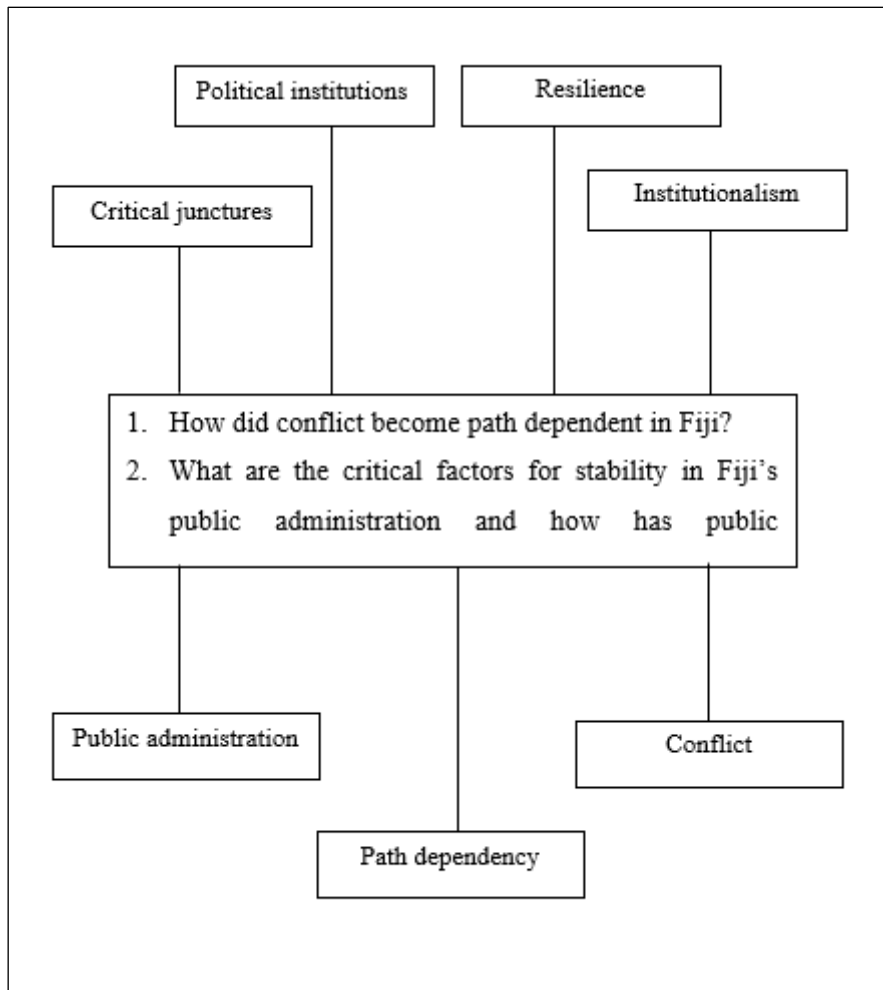 Political institutions
Resilience
Critical junctures
Institutionalism
1. How did conflict become path dependent in Fiji?
2. What are the critical factors for stability in Fiji’s
public administration and how has public
Public administration
Conflict
Path dependency